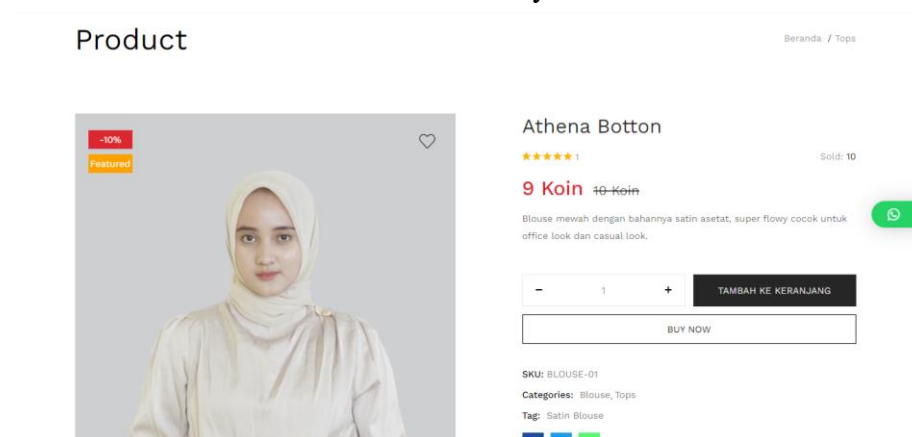 Product
Beranda / Tops
-10%
Featured
Athena Botton
1
Sold: 10
9 Koin 10 Koin
Blouse mewah dengan bahannya satin asetat, super flowy cocok untuk
office look dan casual look.
- 1 +
TAMBAH KE KERANJANG
BUY NOW
SKU: BLOUSE-01
Categories: Blouse, Tops
Tag: Satin Blouse